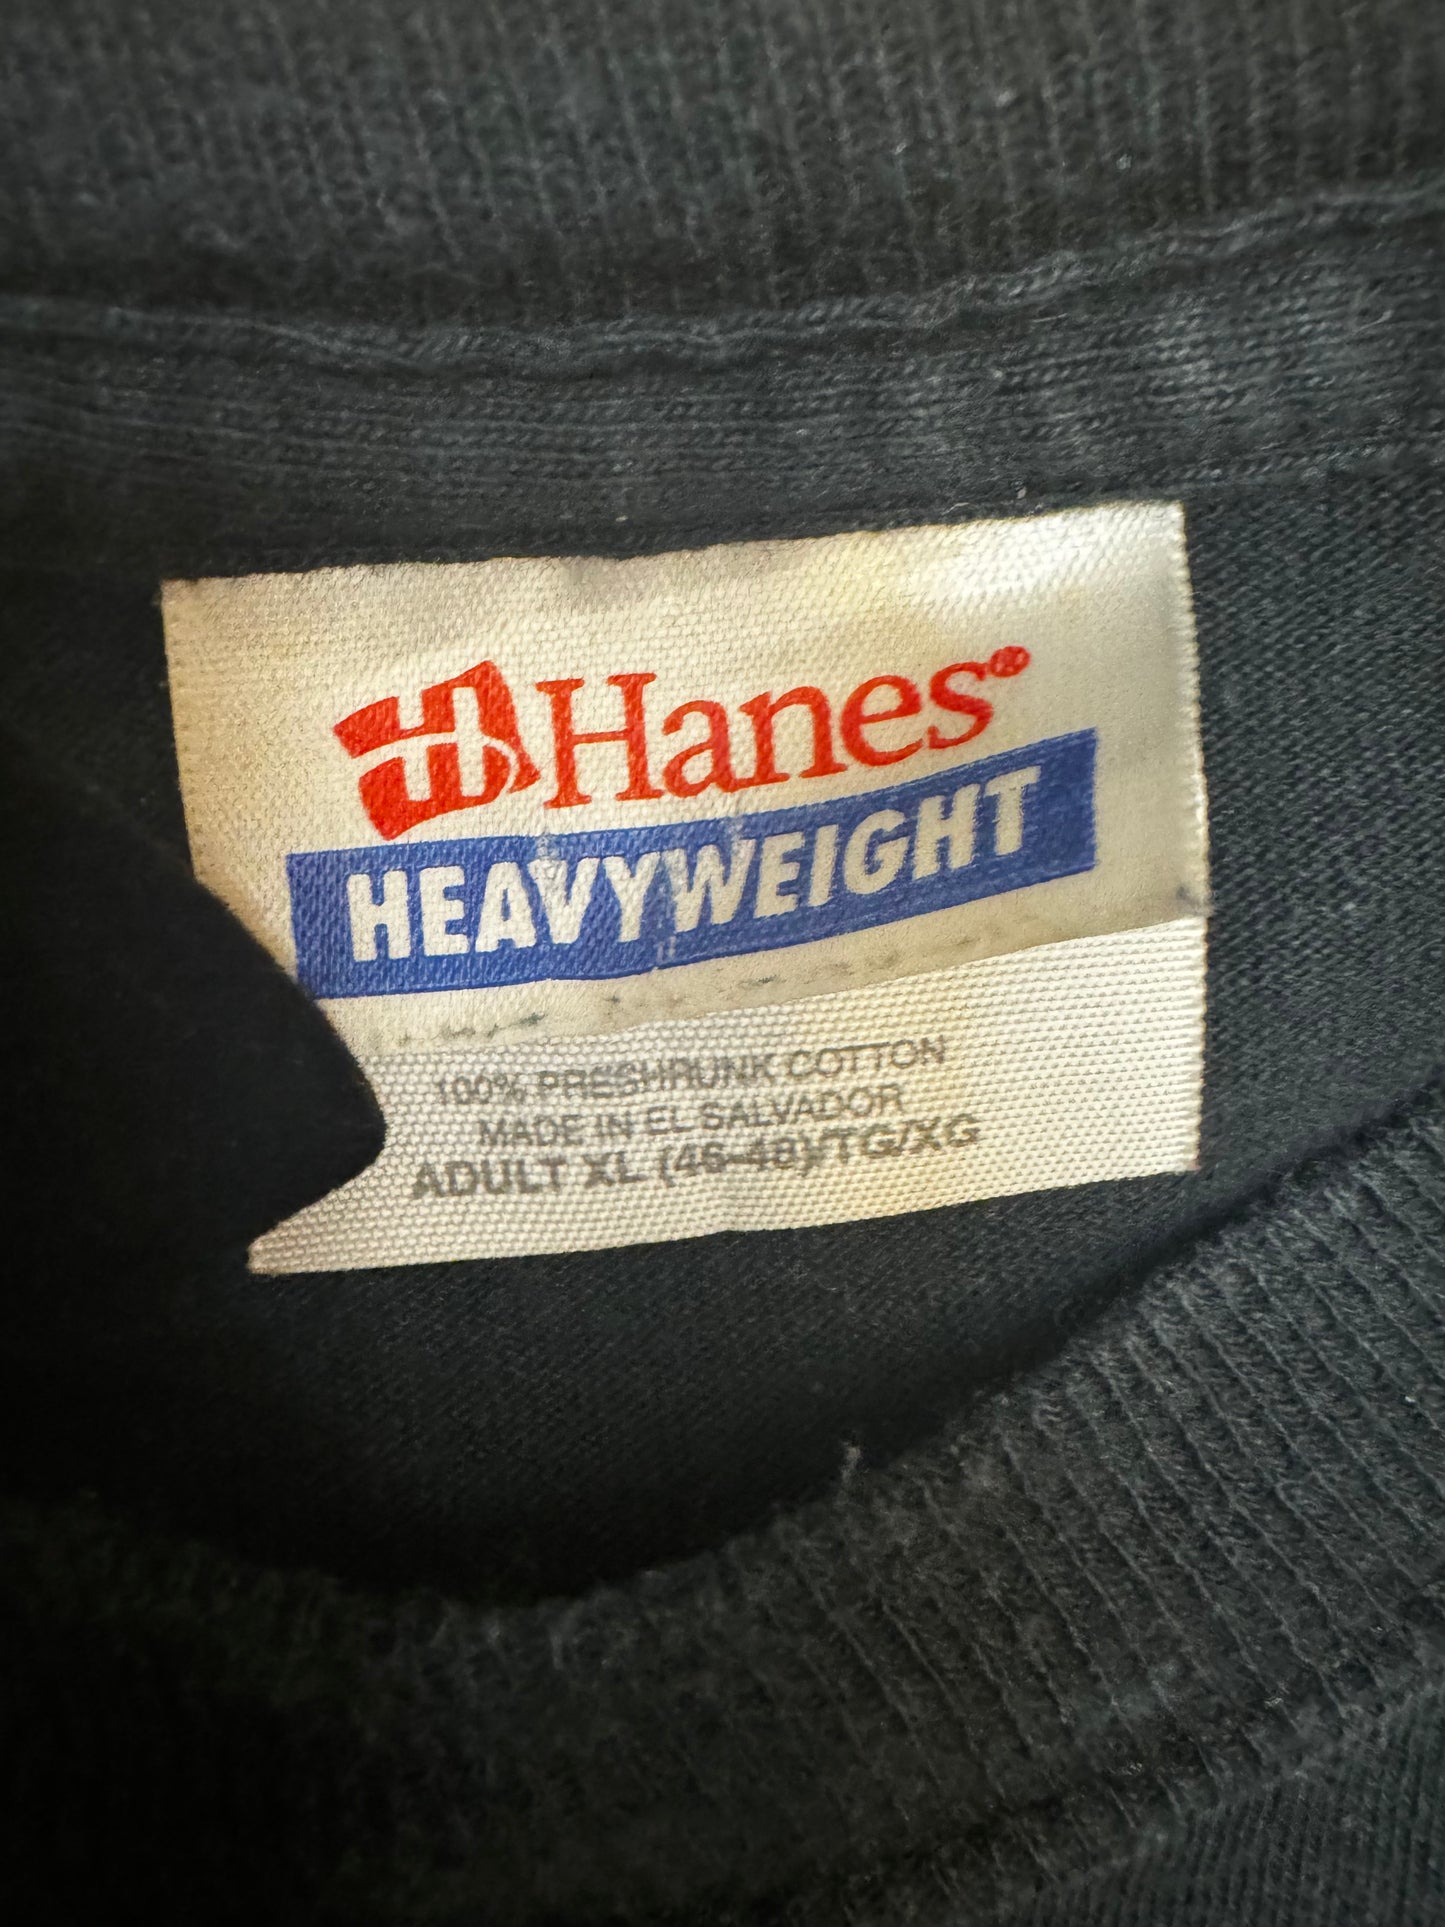 Hanes®
HEAVYWEIGHT
100% PRESHRUNK COTTON
MADE IN EL SALVADOR
ADULT XL (46-48)/TG/XG